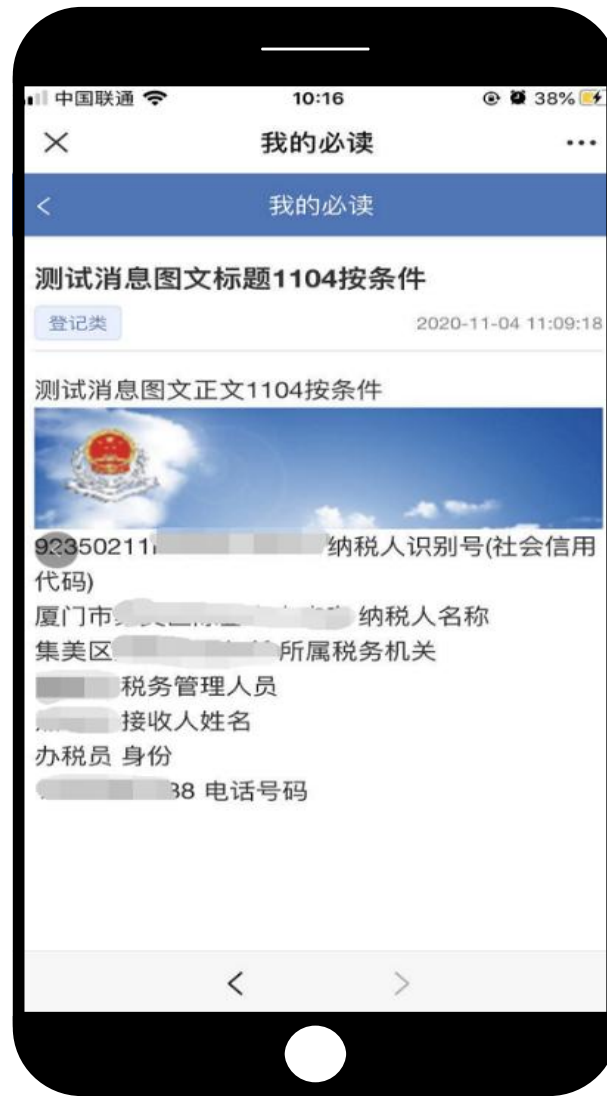 中国联通 10:16 38%
我的必读
我的必读
测试消息图文标题1104按条件
登记类 2020-11-04 11:09:18
测试消息图文正文1104按条件
92350211 纳税人识别号(社会信用
代码)
厦门市 纳税人名称
集美区 所属税务机关
税务管理人员
接收人姓名
办税员 身份
38 电话号码